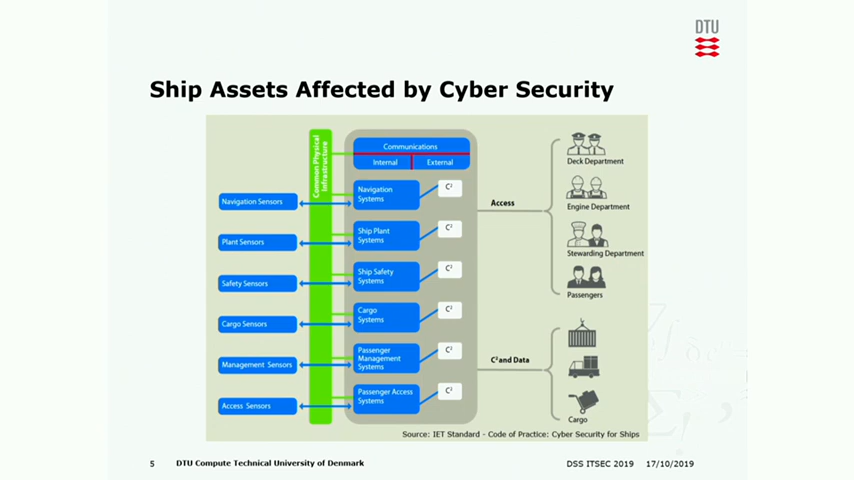 DTU
Ship Assets Affected by Cyber Security
Common Physical
Infrastructure
Communications
Internal
External
Navigation Sensors
Navigation
Systems
C²
Plant Sensors
Ship Plant
Systems
C²
Safety Sensors
Ship Safety
Systems
C²
Cargo Sensors
Cargo
Systems
C²
Management Sensors
Passenger
Management
Systems
C²
Access Sensors
Passenger Access
Systems
C²
Access
Deck Department
Engine Department
Stewarding Department
Passengers
C² and Data
Cargo
Source: IET Standard - Code of Practice: Cyber Security for Ships
5 DTU Compute Technical University of Denmark
DSS ITSEC 2019 17/10/2019